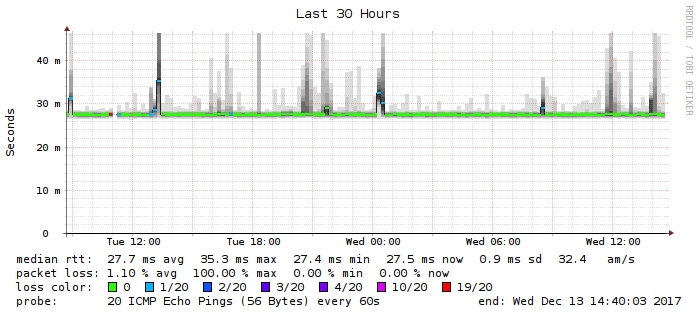 Last 30 Hours
RRDTOOL / TOBI OETIKER
Seconds
40 m
30 m
20 m
10 m
0
Tue 12:00 Tue 18:00 Wed 00:00 Wed 06:00 Wed 12:00
median rtt: 27.7 ms avg 35.3 ms max 27.4 ms min 27.5 ms now 0.9 ms sd 32.4 am/s
packet loss: 1.10 % avg 100.00 % max 0.00 % min 0.00 % now
loss color: 0 1/20 2/20 3/20 4/20 10/20 19/20
probe: 20 ICMP Echo Pings (56 Bytes) every 60s end: Wed Dec 13 14:40:03 2017